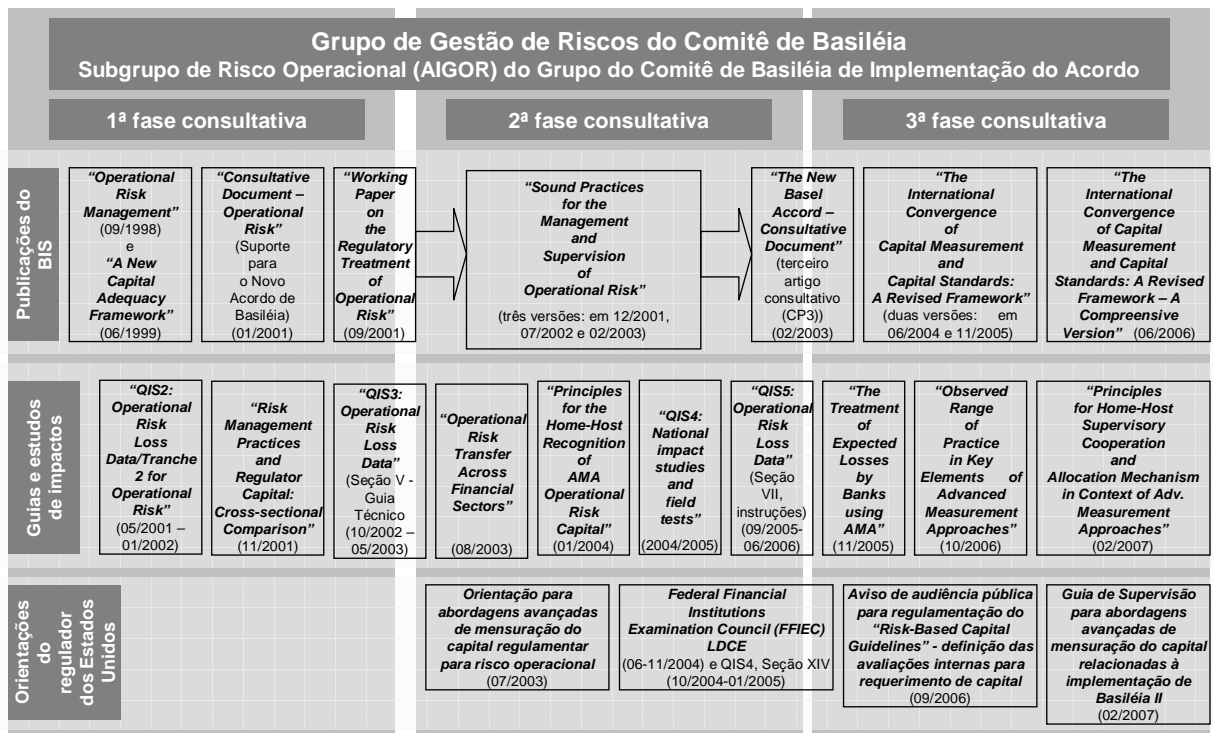 Grupo de Gestão de Riscos do Comitê de Basiléia
Subgrupo de Risco Operacional (AIGOR) do Grupo do Comitê de Basiléia de Implementação do Acordo
1ª fase consultativa
2ª fase consultativa
3ª fase consultativa
Publicações do
BIS
“Operational
Risk
Management”
(09/1998)
e
“A New
Capital
Adequacy
Framework”
(06/1999)
“Consultative
Document –
Operational
Risk”
(Suporte
para
o Novo
Acordo de
Basiléia)
(01/2001)
“Working
Paper
on
the
Regulatory
Treatment
of
Operational
Risk”
(09/2001)
“Sound Practices
for the
Management
and
Supervision
of
Operational Risk”
(três versões: em 12/2001,
07/2002 e 02/2003)
“The New
Basel
Accord –
Consultative
Document”
(terceiro
artigo
consultativo
(CP3))
(02/2003)
“The
International
Convergence
of
Capital Measurement
and
Capital Standards:
A Revised Framework”
(duas versões: em
06/2004 e 11/2005)
“The
International
Convergence
of Capital
Measurement
and Capital
Standards: A Revised
Framework – A
Compreensive
Version” (06/2006)
Guias e estudos
de impactos
“QIS2:
Operational
Risk
Loss
Data/Tranche
2 for
Operational
Risk”
(05/2001 –
01/2002)
“Risk
Management
Practices
and
Regulator
Capital:
Cross-sectional
Comparison”
(11/2001)
“QIS3:
Operational
Risk
Loss
Data”
(Seção V -
Guia
Técnico
(10/2002 –
05/2003)
“Operational
Risk
Transfer
Across
Financial
Sectors”
(08/2003)
“Principles
for the
Home-Host
Recognition
of
AMA
Operational
Risk
Capital”
(01/2004)
“QIS4:
National
impact
studies
and
field
tests”
(2004/2005)
“QIS5:
Operational
Risk
Loss
Data”
(Seção
VII,
instruções)
(09/2005-
06/2006)
“The
Treatment
of
Expected
Losses
by
Banks
using
AMA”
(11/2005)
“Observed
Range
of
Practice
in Key
Elements of
Advanced
Measurement
Approaches”
(10/2006)
“Principles
for Home-Host
Supervisory
Cooperation
and
Allocation Mechanism
in Context of Adv.
Measurement
Approaches”
(02/2007)
Orientações
do
regulador
dos Estados
Unidos
Orientação para
abordagens avançadas
de mensuração do
capital regulamentar
para risco operacional
(07/2003)
Federal Financial
Institutions
Examination Council (FFIEC)
LDCE
(06-11/2004) e QIS4, Seção XIV
(10/2004-01/2005)
Aviso de audiência pública
para regulamentação do
“Risk-Based Capital
Guidelines” - definição das
avaliações internas para
requerimento de capital
(09/2006)
Guia de Supervisão
para abordagens
avançadas de
mensuração do capital
relacionadas à
implementação de
Basiléia II
(02/2007)